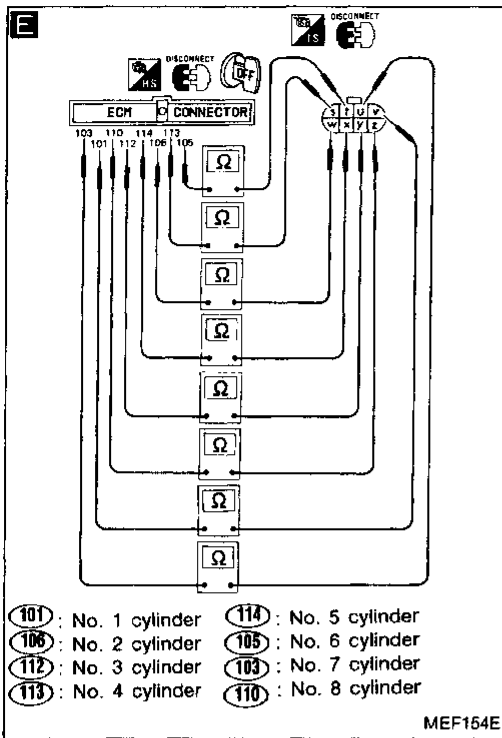 E
DISCONNECT
H.S.
DISCONNECT
T.S.
OFF
ECM CONNECTOR
103 110 114 113
101 112 106 105
s t u v
w x y z
Ω
Ω
Ω
Ω
Ω
Ω
Ω
Ω
101 : No. 1 cylinder 114 : No. 5 cylinder
106 : No. 2 cylinder 105 : No. 6 cylinder
112 : No. 3 cylinder 103 : No. 7 cylinder
113 : No. 4 cylinder 110 : No. 8 cylinder
MEF154E